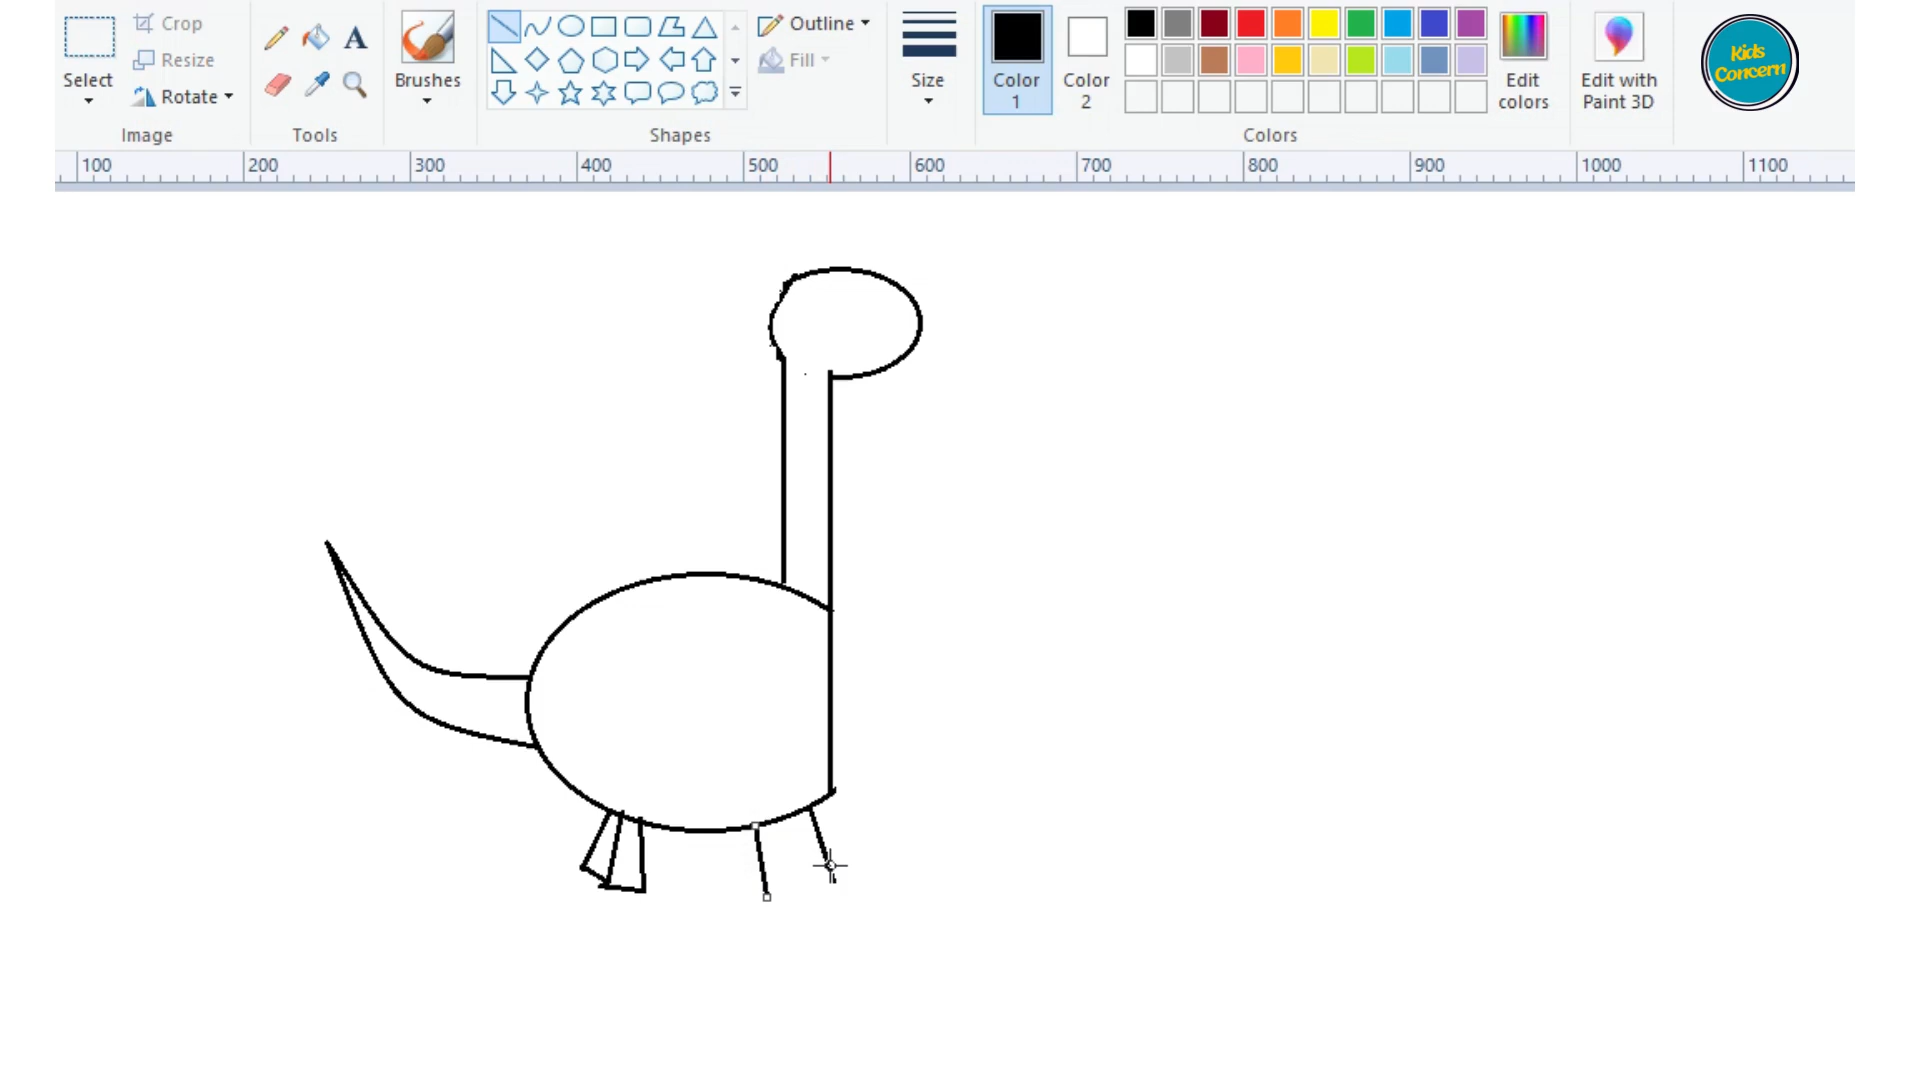 Crop
Resize
Rotate
Select
Image
A
Tools
Brushes
Outline
Fill
Shapes
Size
Color
1
Color
2
Edit
colors
Colors
Edit with
Paint 3D
Kids
Concern
100 200 300 400 500 600 700 800 900 1000 1100